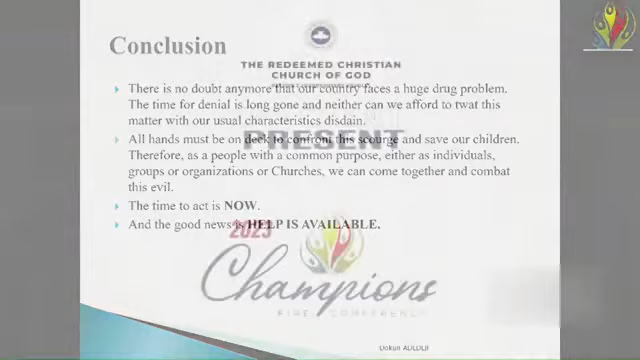 Conclusion
THE REDEEMED CHRISTIAN
CHURCH OF GOD
There is no doubt anymore that our country faces a huge drug problem.
The time for denial is long gone and neither can we afford to twat this
matter with our usual characteristics disdain.
PRESENT
All hands must be on deck to confront this scourge and save our children.
Therefore, as a people with a common purpose, either as individuals,
groups or organizations or Churches, we can come together and combat
this evil.
The time to act is NOW.
And the good news is HELP IS AVAILABLE.
2023
Champions
FIRE CONFERENCE
Dokun